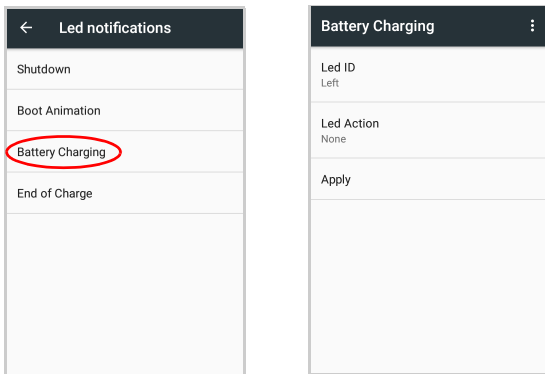 Led notifications
Shutdown
Boot Animation
Battery Charging
End of Charge
Battery Charging
Led ID
Left
Led Action
None
Apply